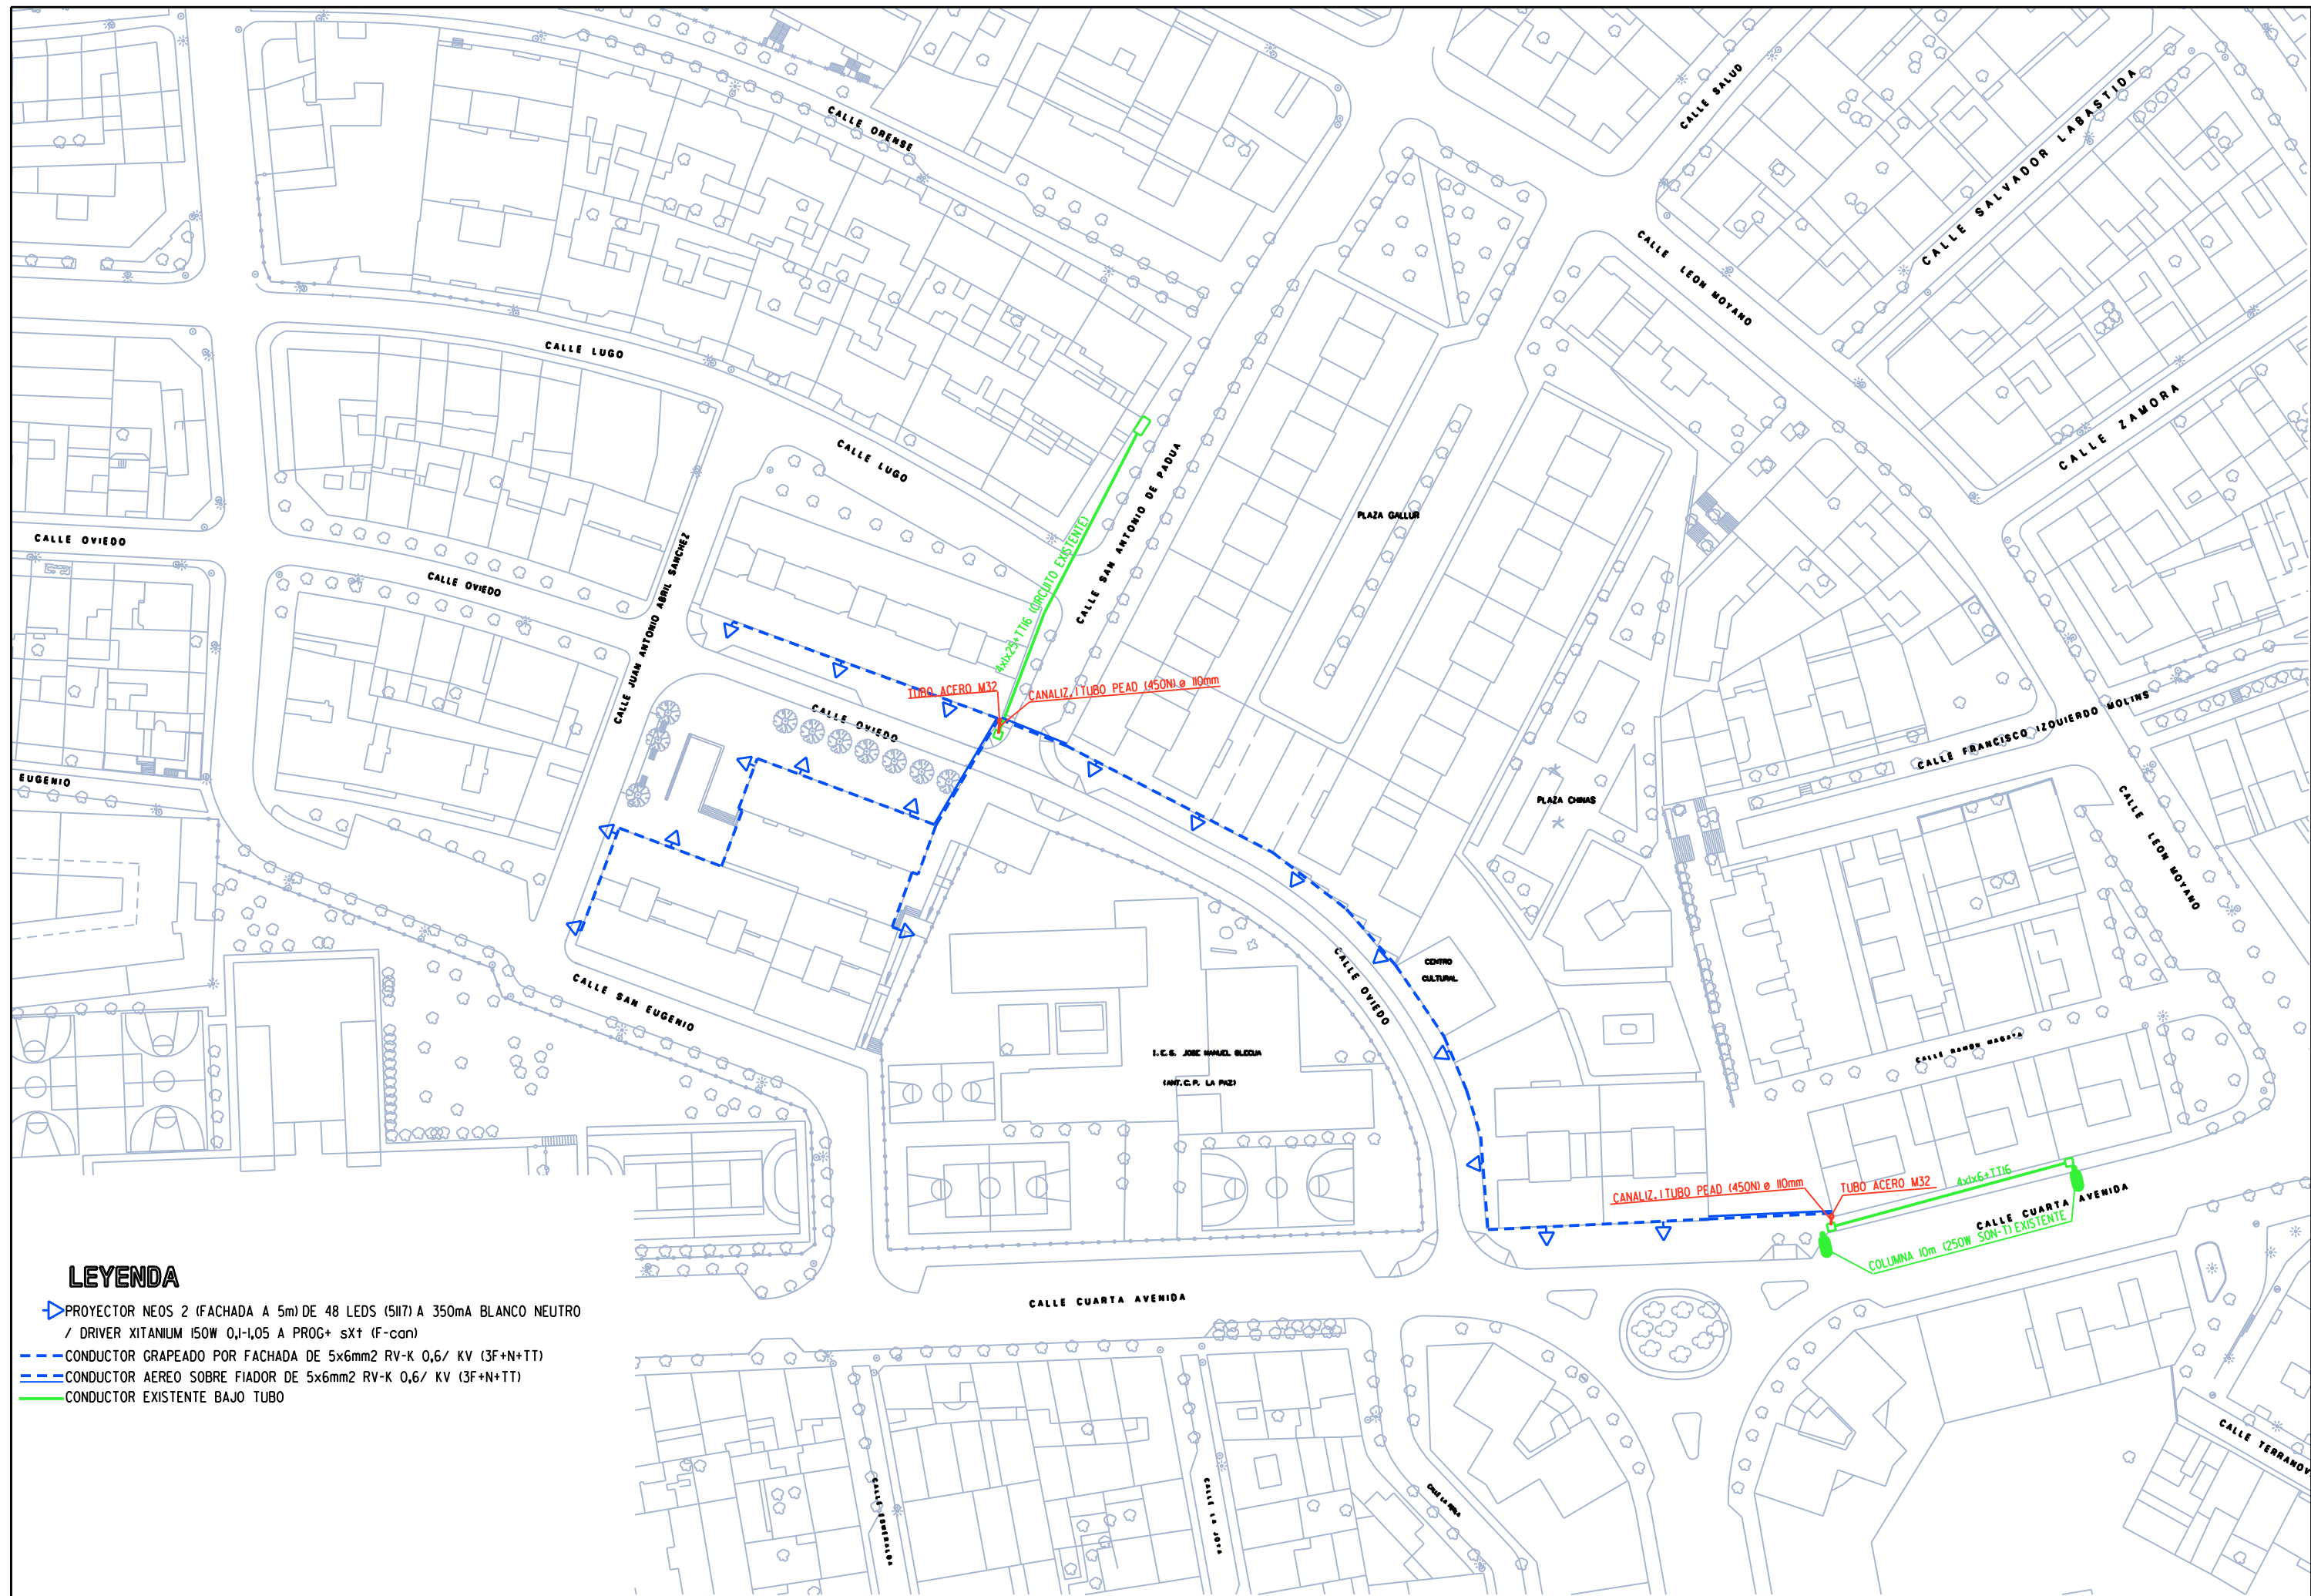 CALLE ORENSE
CALLE SALUD
CALLE SALVADOR LABASTIDA
CALLE LEON MOYANO
CALLE LUGO
CALLE ZAMORA
CALLE LUGO
CALLE SAN ANTONIO DE PADUA
PLAZA GALLUR
CALLE OVIEDO
CALLE OVIEDO
CALLE JUAN ANTONIO ABRIL SANCHEZ
4x1x25+TT16 (CIRCUITO EXISTENTE)
TUBO ACERO M32
CANALIZ. 1 TUBO PEAD (450N) ø 110mm
CALLE OVIEDO
CALLE FRANCISCO IZQUIERDO MOLINS
EUGENIO
PLAZA CHINAS
CALLE LEON MOYANO
CENTRO
CULTURAL
CALLE OVIEDO
CALLE SAN EUGENIO
I.E.S. JOSE MANUEL BLECUA
(ANT.C.P. LA PAZ)
CALLE RAMON
4x1x6+TT16
CANALIZ. 1 TUBO PEAD (450N) ø 110mm
TUBO ACERO M32
CALLE CUARTA AVENIDA
COLUMNA 10m (250W SON-T) EXISTENTE
CALLE CUARTA AVENIDA
LEYENDA
PROYECTOR NEOS 2 (FACHADA A 5m) DE 48 LEDS (5117) A 350mA BLANCO NEUTRO
/ DRIVER XITANIUM 150W 0,1-1,05 A PROG+ sXt (F-can)
CONDUCTOR GRAPEADO POR FACHADA DE 5x6mm2 RV-K 0,6/ KV (3F+N+TT)
CONDUCTOR AEREO SOBRE FIADOR DE 5x6mm2 RV-K 0,6/ KV (3F+N+TT)
CONDUCTOR EXISTENTE BAJO TUBO
CALLE ESMERALDA
CALLE LA JOYA
CALLE TERRANOV